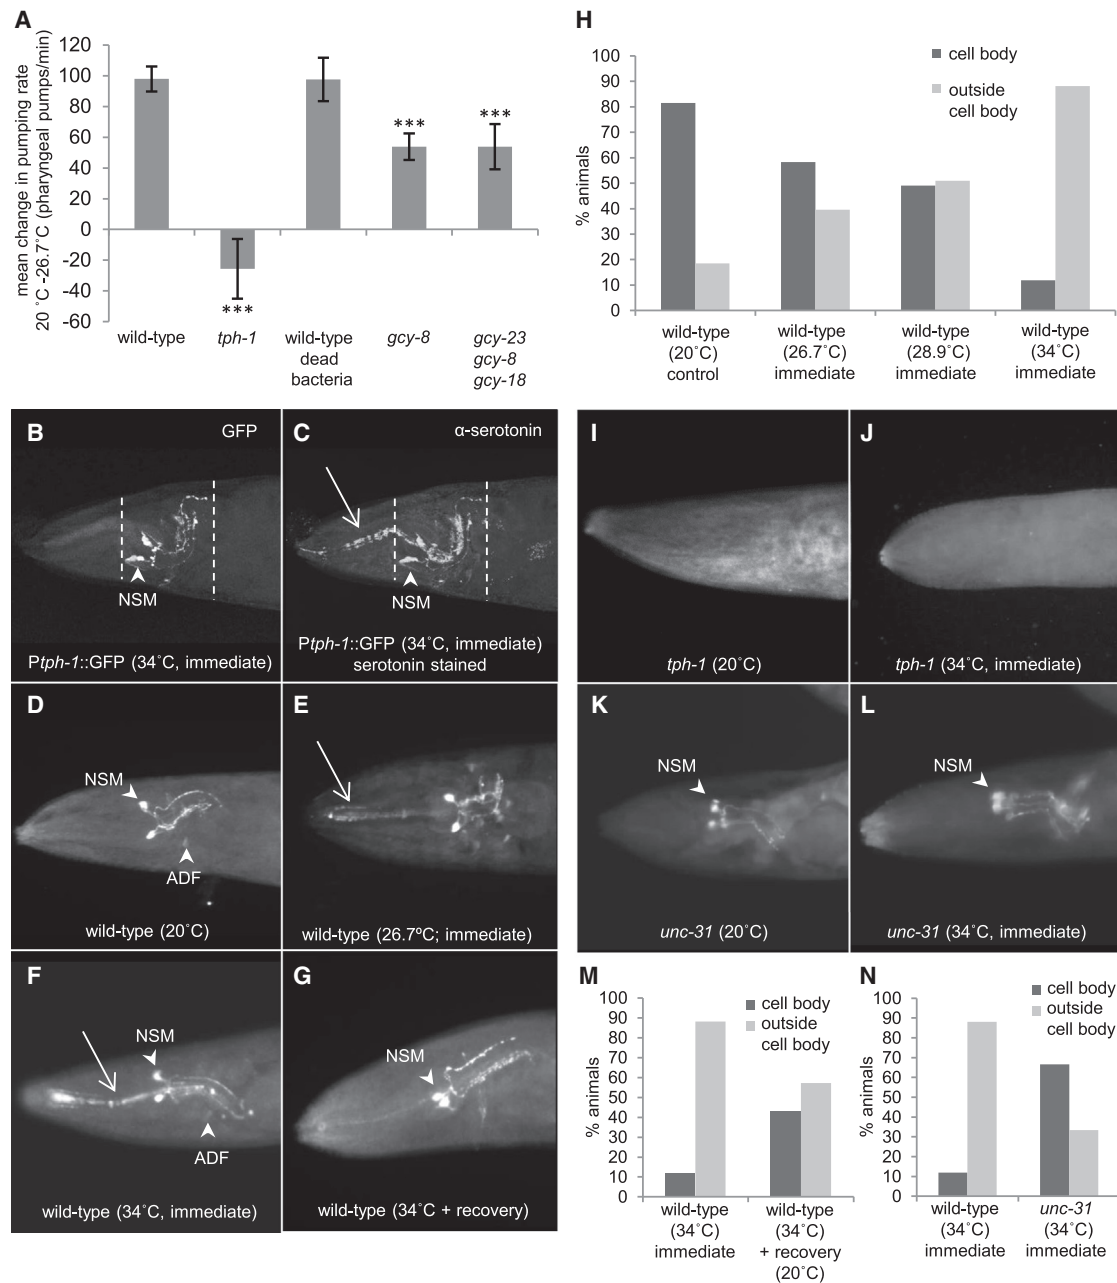 A
mean change in pumping rate
20 ˚C -26.7˚C (pharyngeal pumps/min)
120
100
80
60
40
20
0
-20
-40
-60
***
***
***
wild-type
tph-1
wild-type
dead
bacteria
gcy-8
gcy-23
gcy-8
gcy-18
H
% animals
100
90
80
70
60
50
40
30
20
10
0
cell body
outside
cell body
wild-type
(20˚C)
control
wild-type
(26.7˚C)
immediate
wild-type
(28.9˚C)
immediate
wild-type
(34˚C)
immediate
B
GFP
NSM
Ptph-1::GFP (34˚C, immediate)
C
α-serotonin
NSM
Ptph-1::GFP (34˚C, immediate)
serotonin stained
I
tph-1 (20˚C)
J
tph-1 (34˚C, immediate)
D
NSM
ADF
wild-type (20˚C)
E
wild-type (26.7ºC; immediate)
K
NSM
unc-31 (20˚C)
L
NSM
unc-31 (34˚C, immediate)
F
NSM
ADF
wild-type (34˚C, immediate)
G
NSM
wild-type (34˚C + recovery)
M
% animals
100
90
80
70
60
50
40
30
20
10
0
cell body
outside
cell body
wild-type
(34˚C)
immediate
wild-type
(34˚C)
+ recovery
(20˚C)
N
% animals
100
90
80
70
60
50
40
30
20
10
0
cell body
outside
cell body
wild-type
(34˚C)
immediate
unc-31
(34˚C)
immediate